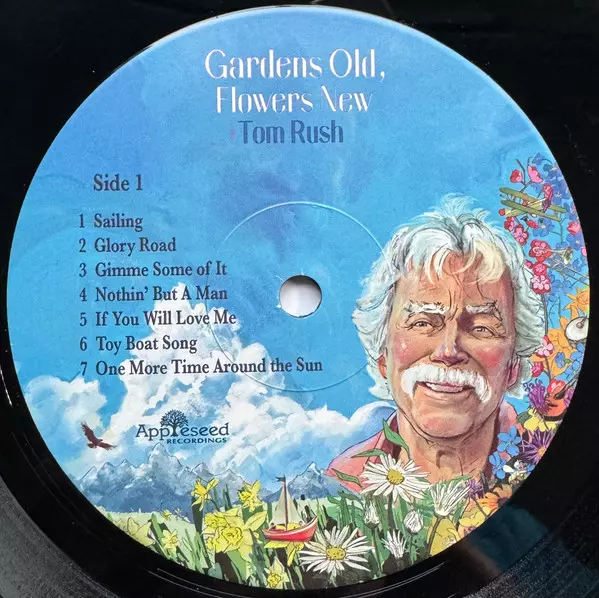 Gardens Old,
Flowers New
Tom Rush
Side 1
1 Sailing
2 Glory Road
3 Gimme Some of It
4 Nothin' But A Man
5 If You Will Love Me
6 Toy Boat Song
7 One More Time Around the Sun
Appleseed
RECORDINGS